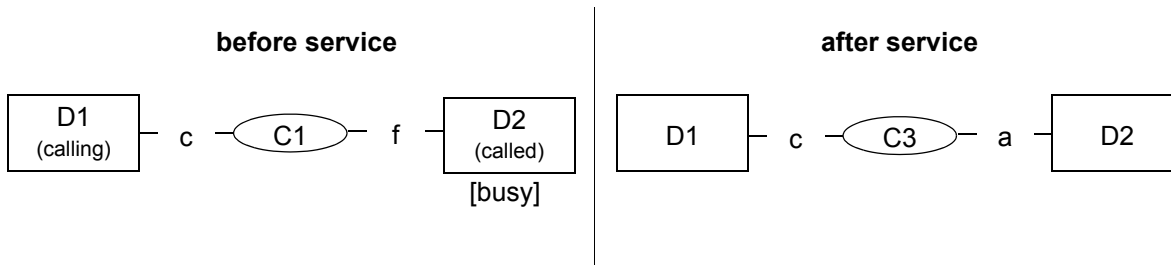 before service
D1
(calling)
c
C1
f
D2
(called)
[busy]
after service
D1
c
C3
a
D2